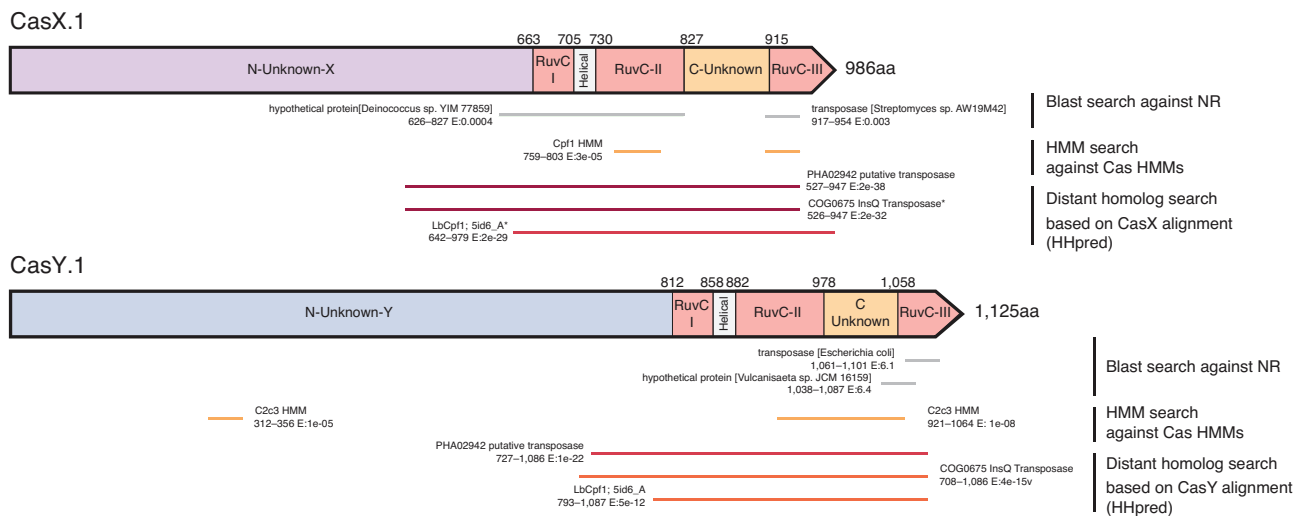 CasX.1
663 705 730 827 915
N-Unknown-X
RuvC
I
Helical
RuvC-II
C-Unknown
RuvC-III
986aa
hypothetical protein[Deinococcus sp. YIM 77859]
626–827 E:0.0004
transposase [Streptomyces sp. AW19M42]
917–954 E:0.003
Blast search against NR
Cpf1 HMM
759–803 E:3e-05
HMM search
against Cas HMMs
PHA02942 putative transposase
527–947 E:2e-38
COG0675 InsQ Transposase*
526–947 E:2e-32
LbCpf1; 5id6_A*
642–979 E:2e-29
Distant homolog search
based on CasX alignment
(HHpred)
CasY.1
812 858 882 978 1,058
N-Unknown-Y
RuvC
I
Helical
RuvC-II
C
Unknown
RuvC-III
1,125aa
transposase [Escherichia coli]
1,061–1,101 E:6.1
hypothetical protein [Vulcanisaeta sp. JCM 16159]
1,038–1,087 E:6.4
Blast search against NR
C2c3 HMM
312–356 E:1e-05
C2c3 HMM
921–1064 E: 1e-08
HMM search
against Cas HMMs
PHA02942 putative transposase
727–1,086 E:1e-22
COG0675 InsQ Transposase
708–1,086 E:4e-15v
LbCpf1; 5id6_A
793–1,087 E:5e-12
Distant homolog search
based on CasY alignment
(HHpred)